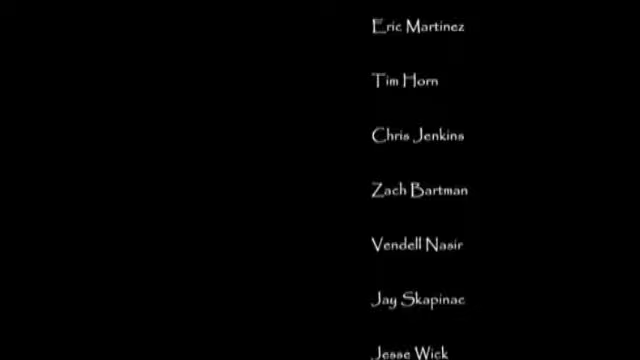 Eric Martinez
Tim Horn
Chris Jenkins
Zach Bartman
Vendell Nasir
Jay Skapinac
Jesse Wick